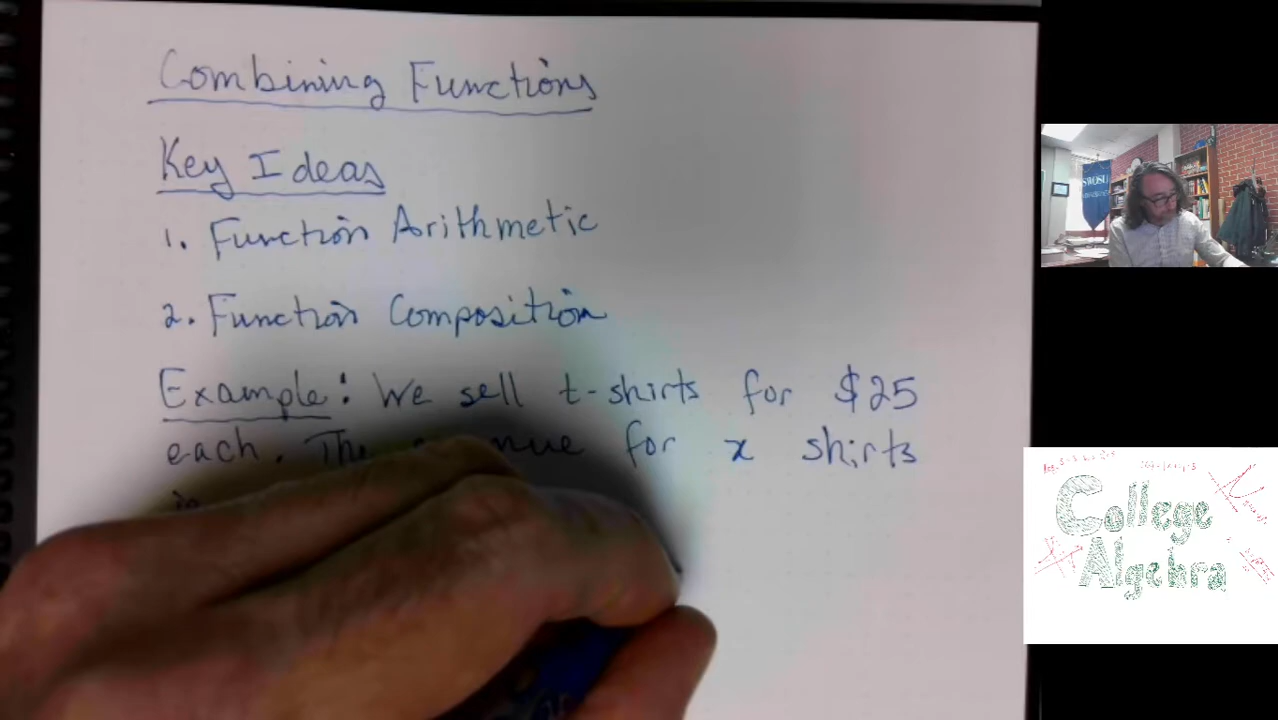 Combining Functions
Key Ideas
1. Function Arithmetic
2. Function Composition
Example: We sell t-shirts for $25
each. The for x shirts
SWOSU
College
Algebra